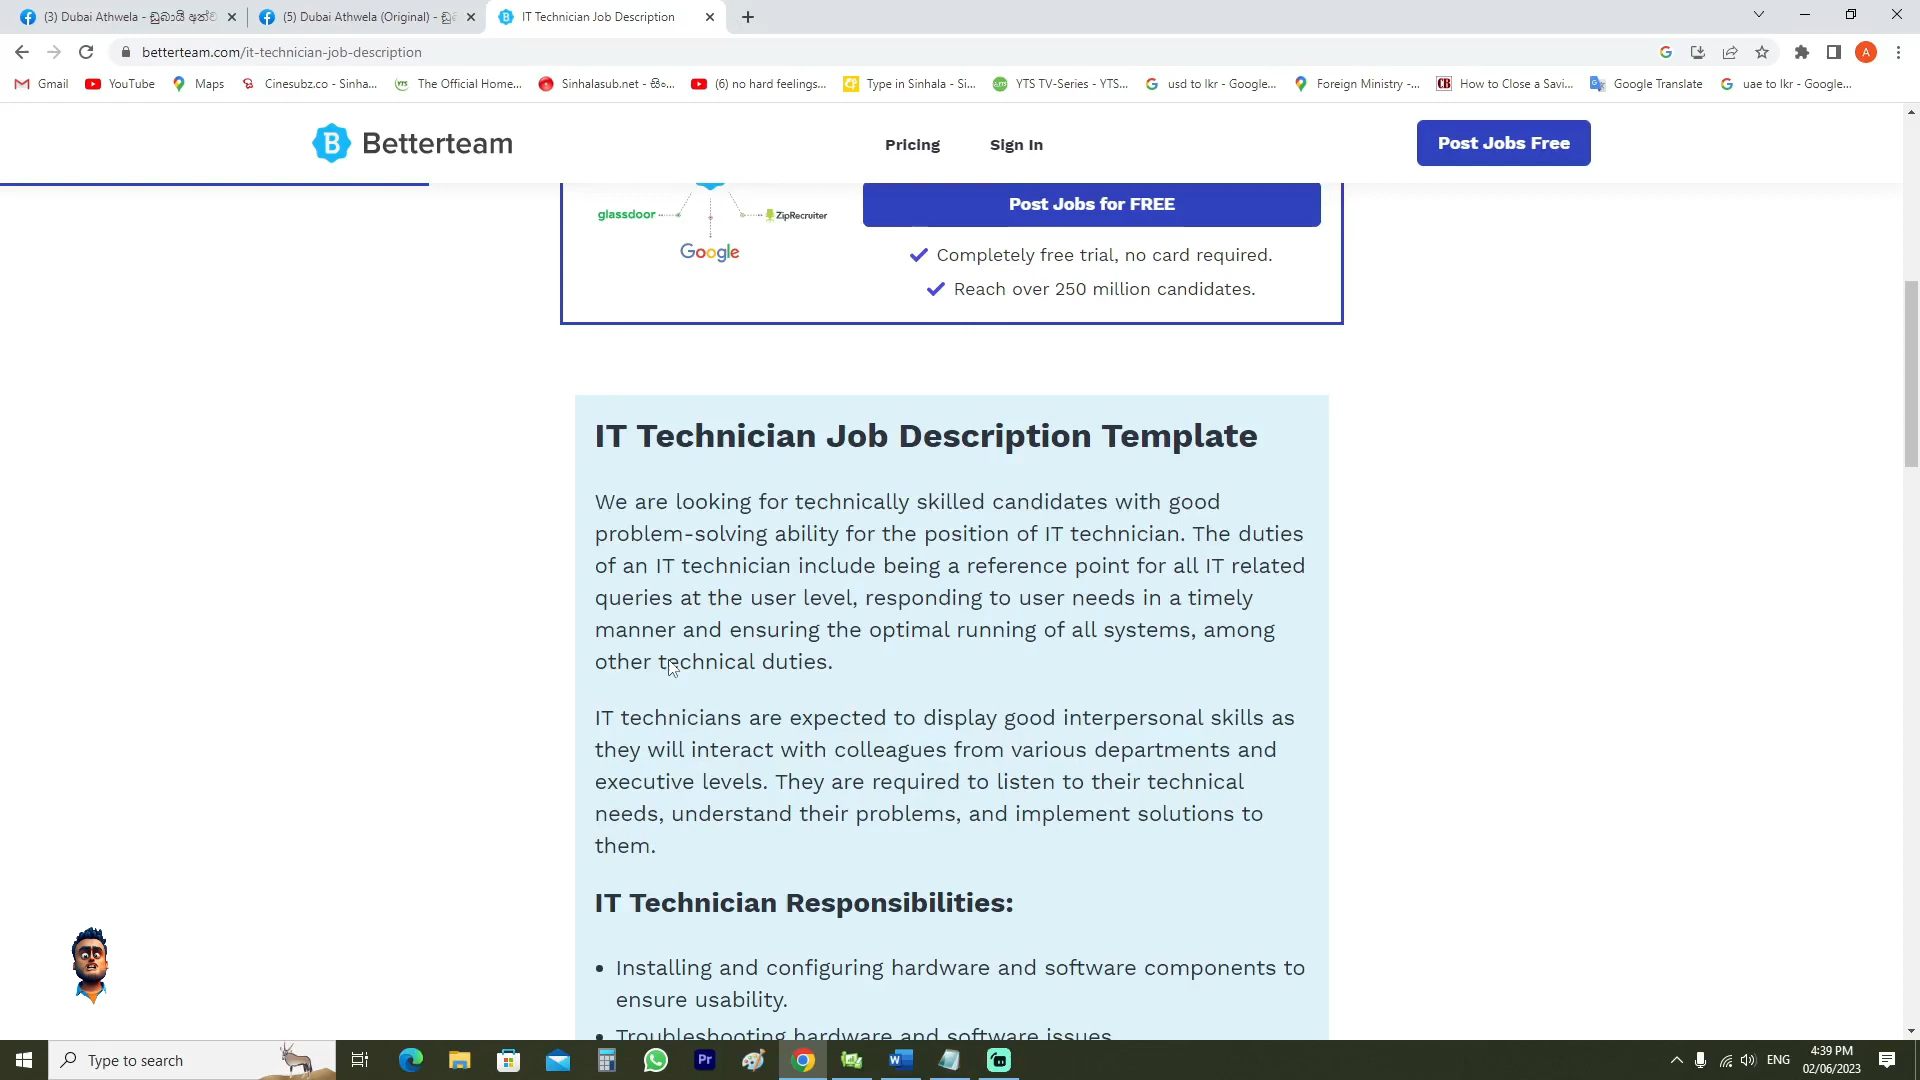 (3) Dubai Athwela - ඩුබායි අත්ව
(5) Dubai Athwela (Original) - ඩු
IT Technician Job Description
betterteam.com/it-technician-job-description
A
Gmail
YouTube
Maps
Cinesubz.co - Sinha...
The Official Home...
Sinhalasub.net - සිං...
(6) no hard feelings...
Type in Sinhala - Si...
YTS TV-Series - YTS...
usd to lkr - Google...
Foreign Ministry -...
How to Close a Savi...
Google Translate
uae to lkr - Google...
B Betterteam
Pricing
Sign In
Post Jobs Free
glassdoor
ZipRecruiter
Google
Post Jobs for FREE
Completely free trial, no card required.
Reach over 250 million candidates.
IT Technician Job Description Template
We are looking for technically skilled candidates with good
problem-solving ability for the position of IT technician. The duties
of an IT technician include being a reference point for all IT related
queries at the user level, responding to user needs in a timely
manner and ensuring the optimal running of all systems, among
other technical duties.
IT technicians are expected to display good interpersonal skills as
they will interact with colleagues from various departments and
executive levels. They are required to listen to their technical
needs, understand their problems, and implement solutions to
them.
IT Technician Responsibilities:
• Installing and configuring hardware and software components to
ensure usability.
• Troubleshooting hardware and software issues.
Type to search
ENG
4:39 PM
02/06/2023